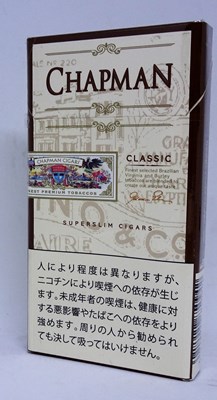 CHAPMAN
CHAPMAN CIGARS
BEST PREMIUM TOBACCOS
CLASSIC
Finest selected Brazilian
SUPERSLIM CIGARS
& CO
AIRE
人により程度は異なりますが、
ニコチンにより喫煙への依存が生じ
ます。未成年者の喫煙は、健康に対
する悪影響やたばこへの依存をより
強めます。周りの人から勧められ
ても決して吸ってはいけません。